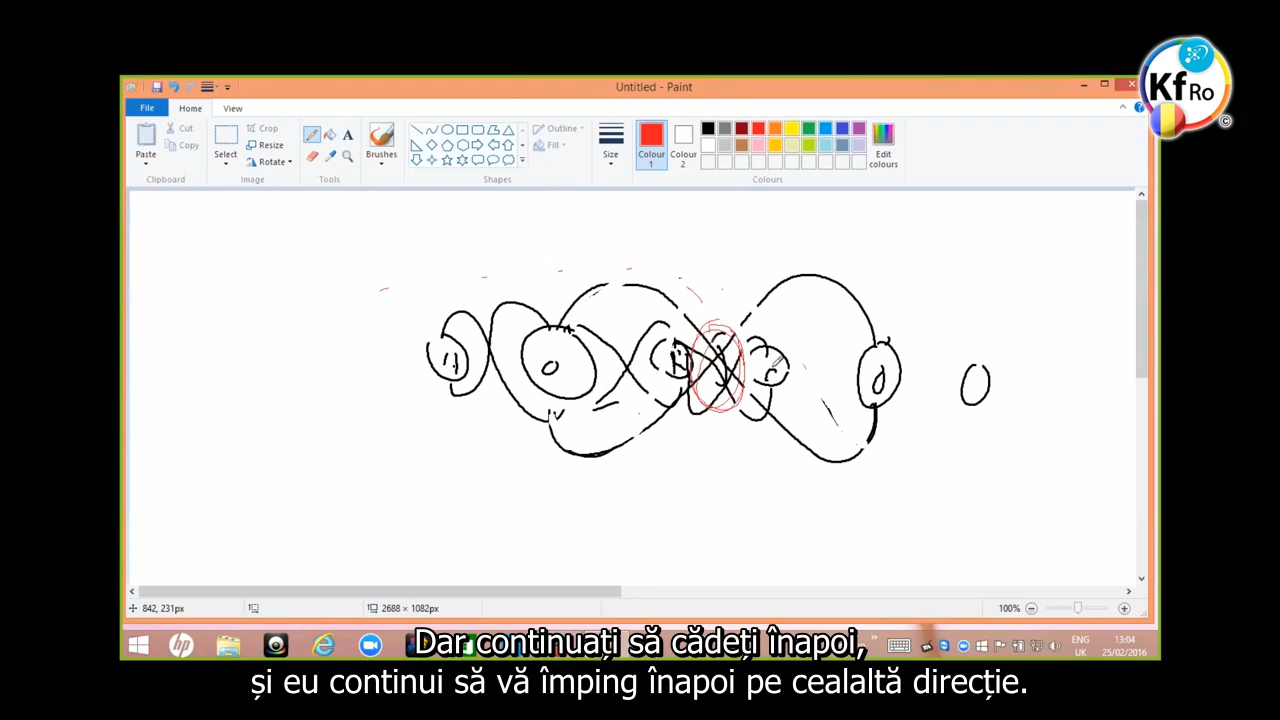 Kf Ro
©
Untitled - Paint
File Home View
Cut
Copy
Paste
Clipboard
Select
Crop
Resize
Rotate
Image
Tools
Brushes
Shapes
Outline
Fill
Size
Colour 1
Colour 2
Edit colours
Colours
842, 231px
2688 × 1082px
100%
ENG
UK
13:04
25/02/2016
Dar continuați să cădeți înapoi,
și eu continui să vă împing înapoi pe cealaltă direcție.